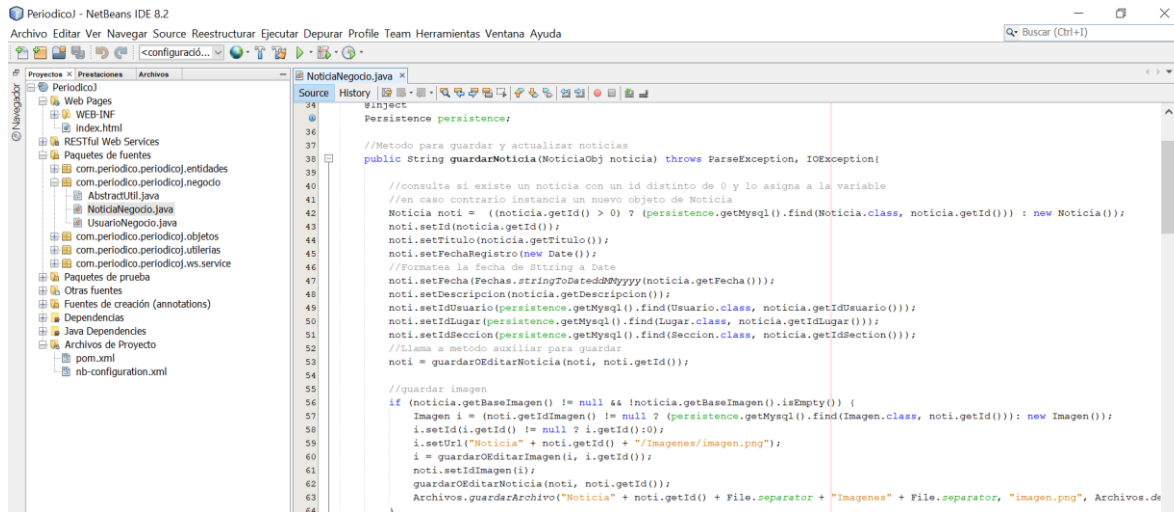 PeriodicoJ - NetBeans IDE 8.2
Archivo Editar Ver Navegar Source Reestructurar Ejecutar Depurar Profile Team Herramientas Ventana Ayuda
Buscar (Ctrl+I)
<configuració...
Proyectos × Prestaciones Archivos
Navegador
PeriodicoJ
Web Pages
WEB-INF
index.html
RESTful Web Services
Paquetes de fuentes
com.periodico.periodicoj.entidades
com.periodico.periodicoj.negocio
AbstractUtil.java
NoticiaNegocio.java
UsuarioNegocio.java
com.periodico.periodicoj.objetos
com.periodico.periodicoj.utilerias
com.periodico.periodicoj.ws.service
Paquetes de prueba
Otras fuentes
Fuentes de creación (annotations)
Dependencias
Java Dependencies
Archivos de Proyecto
pom.xml
nb-configuration.xml
NoticiaNegocio.java ×
Source History
34 @Inject
Persistence persistence;
36
37 //Metodo para guardar y actualizar noticias
38 public String guardarNoticia(NoticiaObj noticia) throws ParseException, IOException{
39
40 //consulta si existe un noticia con un id distinto de 0 y lo asigna a la variable
41 //en caso contrario instancia un nuevo objeto de Noticia
42 Noticia noti =  ((noticia.getId() > 0) ? (persistence.getMysql().find(Noticia.class, noticia.getId())) : new Noticia());
43 noti.setId(noticia.getId());
44 noti.setTitulo(noticia.getTitulo());
45 noti.setFechaRegistro(new Date());
46 //Formatea la fecha de Sttring a Date
47 noti.setFecha(Fechas.stringToDateddMMyyyy(noticia.getFecha()));
48 noti.setDescripcion(noticia.getDescripcion());
49 noti.setIdUsuario(persistence.getMysql().find(Usuario.class, noticia.getIdUsuario()));
50 noti.setIdLugar(persistence.getMysql().find(Lugar.class, noticia.getIdLugar()));
51 noti.setIdSeccion(persistence.getMysql().find(Seccion.class, noticia.getIdSection()));
52 //Llama a metodo auxiliar para guardar
53 noti = guardarOEditarNoticia(noti, noti.getId());
54
55 //guardar imagen
56 if (noticia.getBaseImagen() != null && !noticia.getBaseImagen().isEmpty()) {
57 Imagen i = (noti.getIdImagen() != null ? (persistence.getMysql().find(Imagen.class, noti.getId())): new Imagen());
58 i.setId(i.getId() != null ? i.getId():0);
59 i.setUrl("Noticia" + noti.getId() + "/Imagenes/imagen.png");
60 i = guardarOEditarImagen(i, i.getId());
61 noti.setIdImagen(i);
62 guardarOEditarNoticia(noti, noti.getId());
63 Archivos.guardarArchivo("Noticia" + noti.getId() + File.separator + "Imagenes" + File.separator, "imagen.png", Archivos.de
64 }